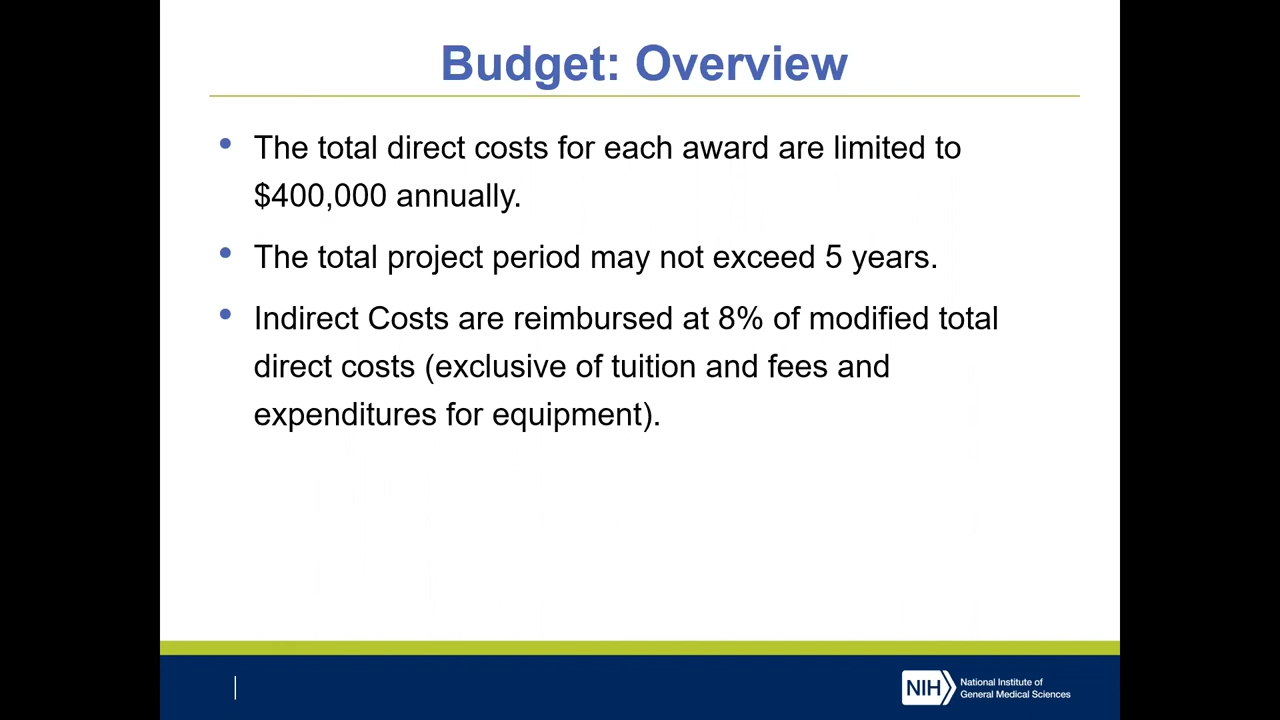 Budget: Overview
• The total direct costs for each award are limited to
$400,000 annually.
• The total project period may not exceed 5 years.
• Indirect Costs are reimbursed at 8% of modified total
direct costs (exclusive of tuition and fees and
expenditures for equipment).
NIH National Institute of
General Medical Sciences